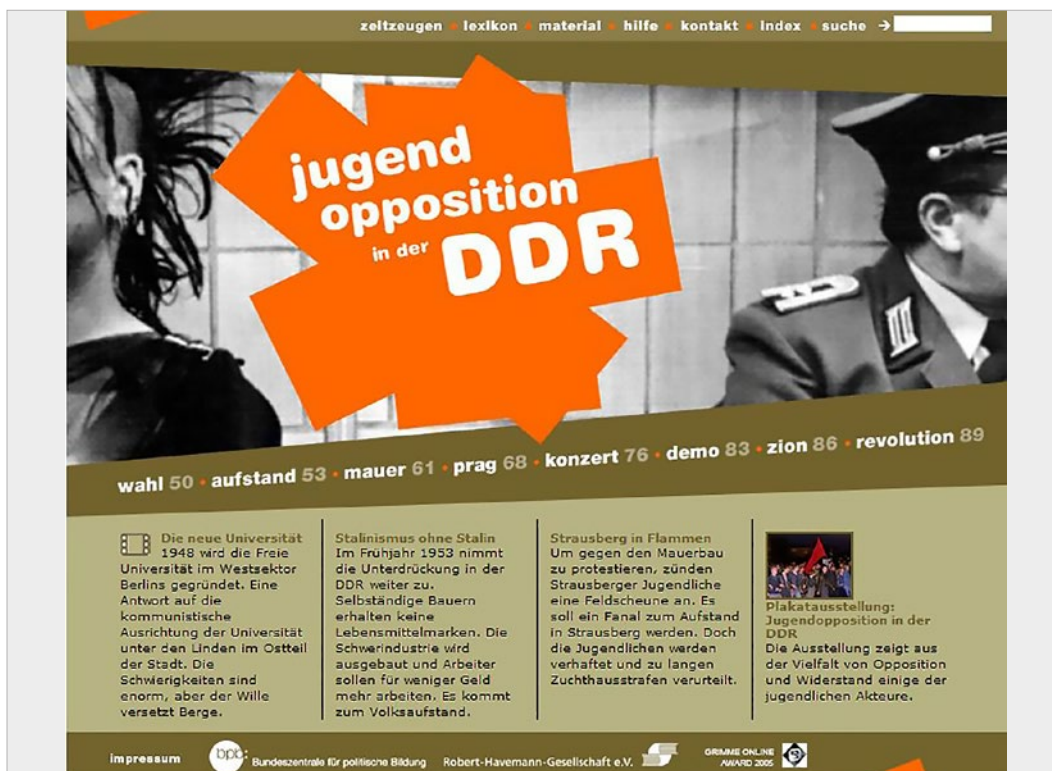 zeitzeugen • lexikon • material • hilfe • kontakt • index • suche →
jugend
opposition
in der DDR
wahl 50 • aufstand 53 • mauer 61 • prag 68 • konzert 76 • demo 83 • zion 86 • revolution 89
Die neue Universität
1948 wird die Freie
Universität im Westsektor
Berlins gegründet. Eine
Antwort auf die
kommunistische
Ausrichtung der Universität
unter den Linden im Ostteil
der Stadt. Die
Schwierigkeiten sind
enorm, aber der Wille
versetzt Berge.
Stalinismus ohne Stalin
Im Frühjahr 1953 nimmt
die Unterdrückung in der
DDR weiter zu.
Selbständige Bauern
erhalten keine
Lebensmittelmarken. Die
Schwerindustrie wird
ausgebaut und Arbeiter
sollen für weniger Geld
mehr arbeiten. Es kommt
zum Volksaufstand.
Strausberg in Flammen
Um gegen den Mauerbau
zu protestieren, zünden
Strausberger Jugendliche
eine Feldscheune an. Es
soll ein Fanal zum Aufstand
in Strausberg werden. Doch
die Jugendlichen werden
verhaftet und zu langen
Zuchthausstrafen verurteilt.
Plakatausstellung:
Jugendopposition in der
DDR
Die Ausstellung zeigt aus
der Vielfalt von Opposition
und Widerstand einige der
jugendlichen Akteure.
impressum
bpb: Bundeszentrale für politische Bildung
Robert-Havemann-Gesellschaft e.V.
GRIMME ONLINE
AWARD 2005